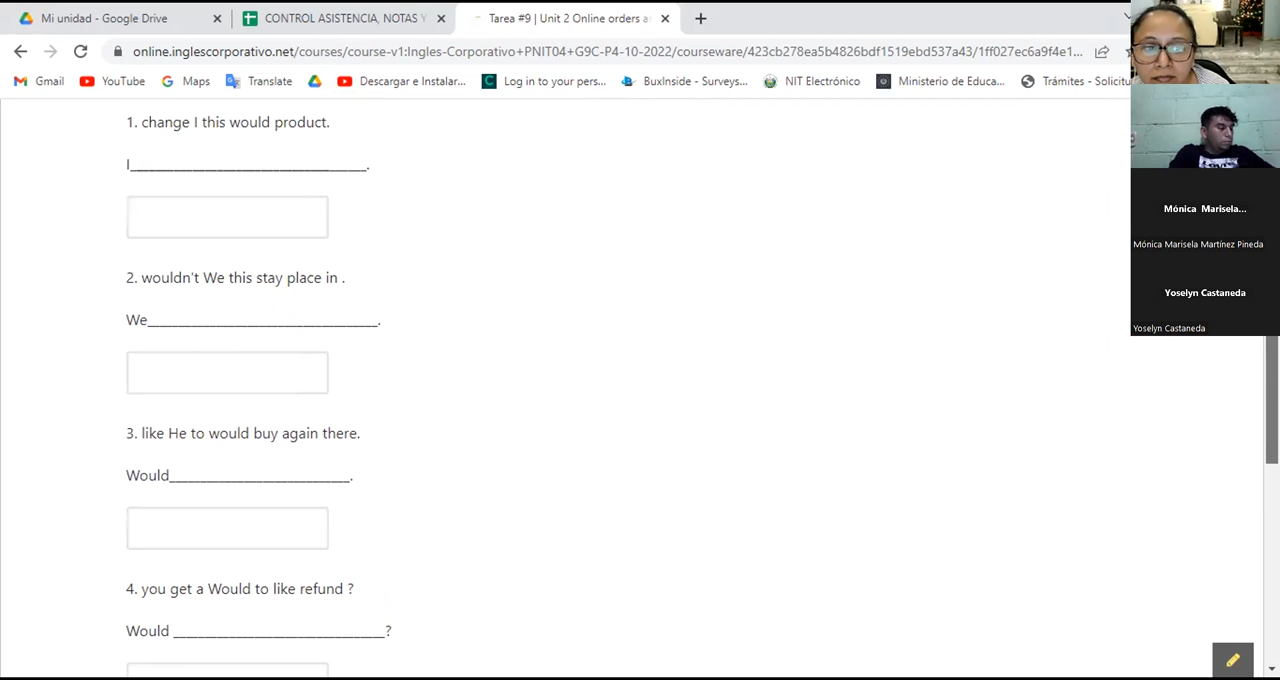 Mi unidad - Google Drive
CONTROL ASISTENCIA, NOTAS Y
Tarea #9 | Unit 2 Online orders a
online.inglescorporativo.net/courses/course-v1:Ingles-Corporativo+PNIT04+G9C-P4-10-2022/courseware/423cb278ea5b4826bdf1519ebd537a43/1ff027ec6a9f4e1...
Gmail
YouTube
Maps
Translate
Descargar e Instalar...
Log in to your pers...
BuxInside - Surveys...
NIT Electrónico
Ministerio de Educa...
Trámites - Solicitu
1. change I this would product.
I______________________________.
2. wouldn't We this stay place in .
We______________________________.
3. like He to would buy again there.
Would________________________.
4. you get a Would to like refund ?
Would ____________________________?
Mónica Marisela...
Mónica Marisela Martínez Pineda
Yoselyn Castaneda
Yoselyn Castaneda